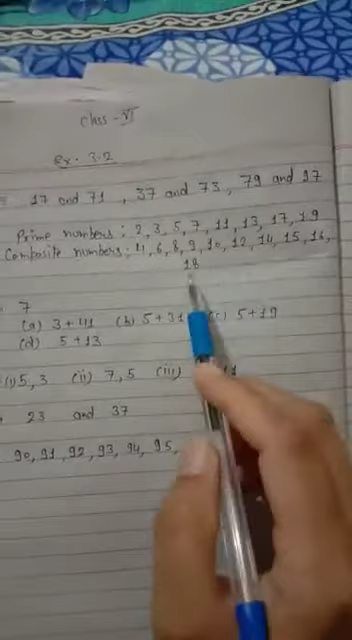 Class - VI
Ex. 3.2
17 and 71, 37 and 73, 79 and 97
Prime numbers: 2, 3, 5, 7, 11, 13, 17, 19
Composite numbers: 4, 6, 8, 9, 10, 12, 14, 15, 16,
18
7
(a) 3+41 (b) 5+31 (c) 5+19
(d) 5+13
(i) 5, 3 (ii) 7, 5 (iii)
23 and 37
90, 91, 92, 93, 94, 95,